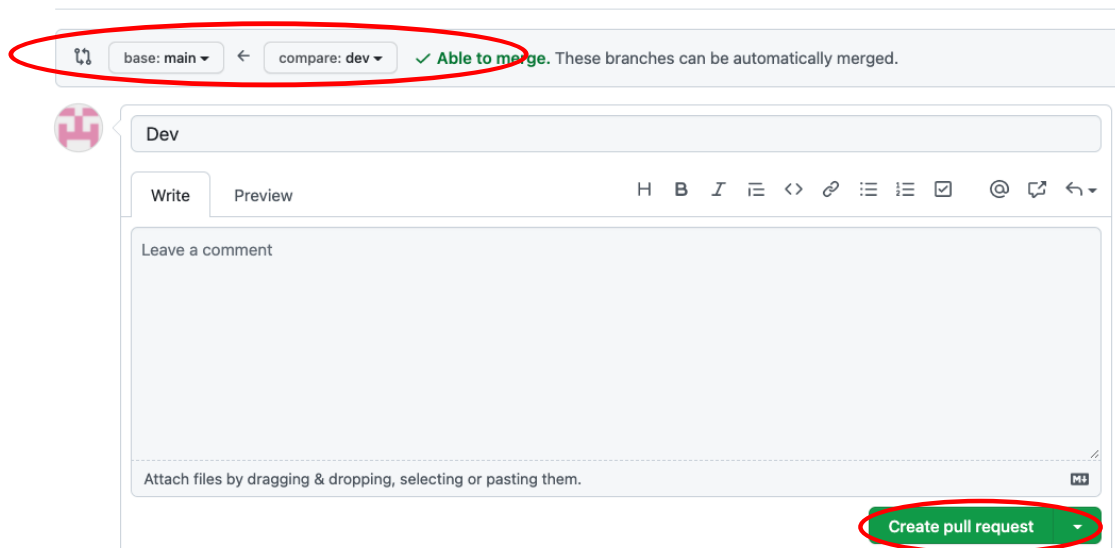 base: main compare: dev Able to merge. These branches can be automatically merged.
Dev
Write Preview
Leave a comment
Attach files by dragging & dropping, selecting or pasting them.
Create pull request